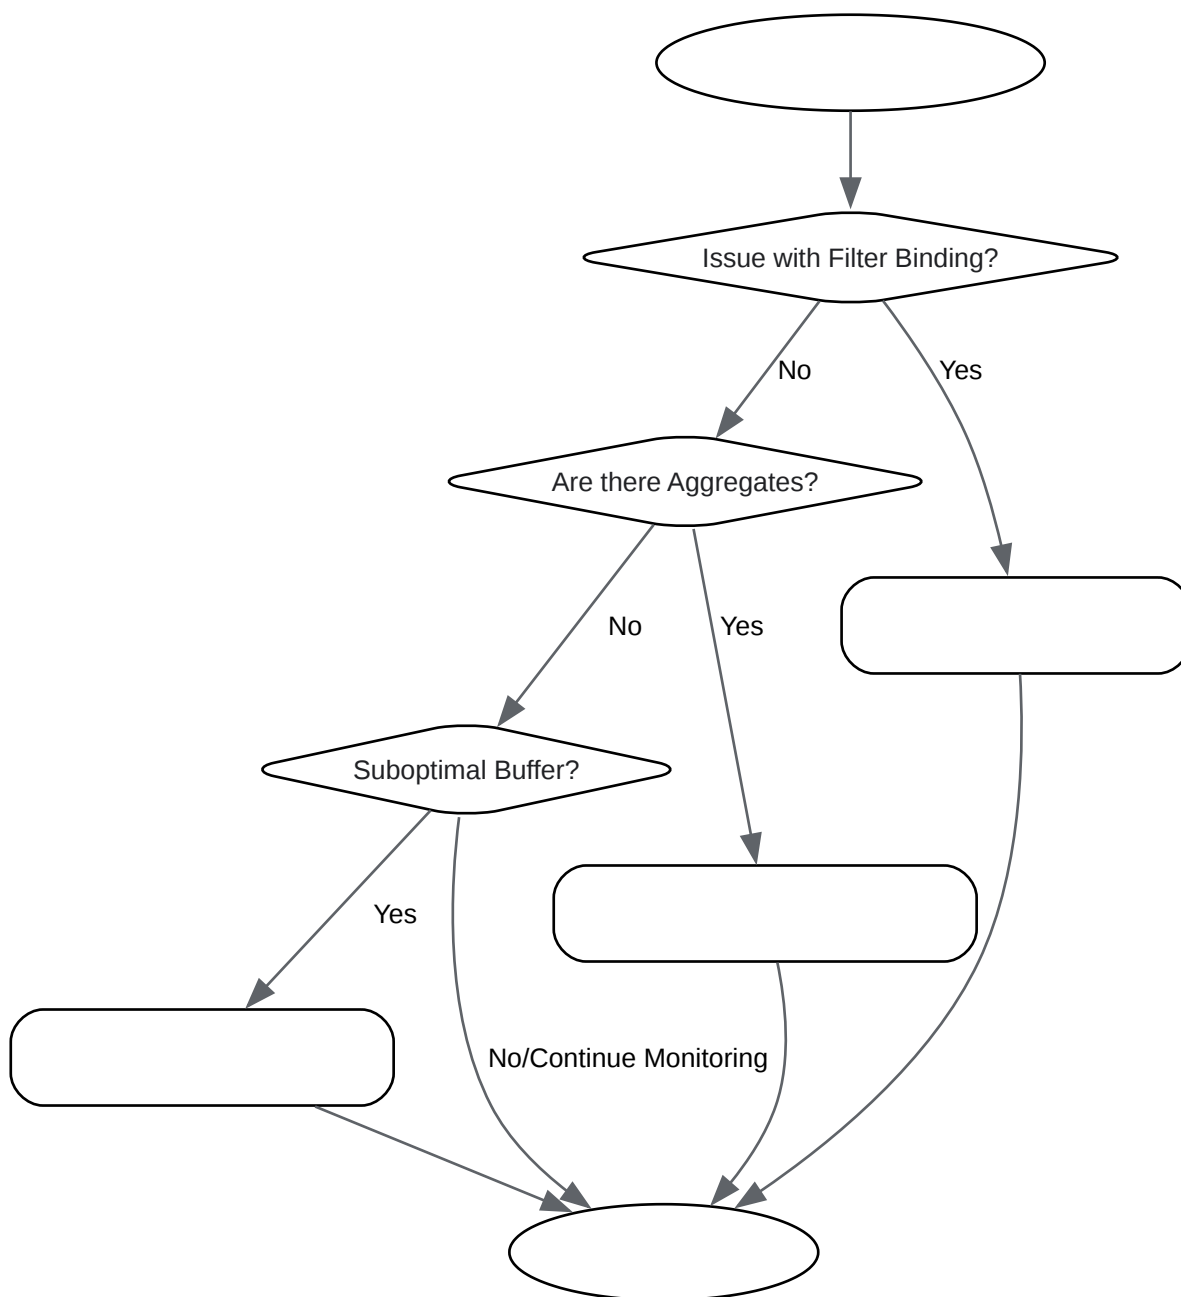 Issue with Filter Binding?
No
Yes
Are there Aggregates?
No
Yes
Suboptimal Buffer?
Yes
No/Continue Monitoring